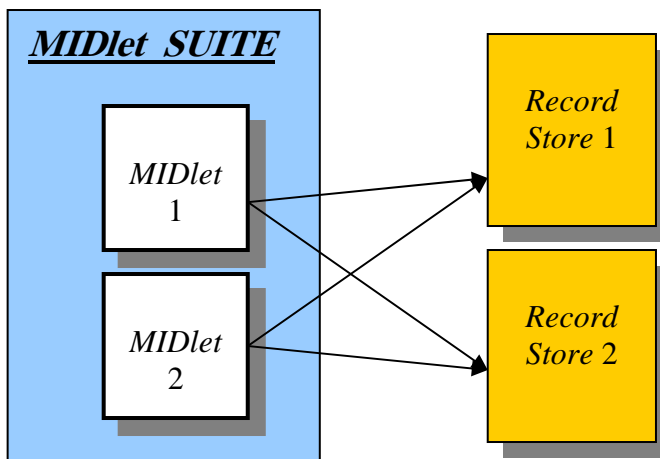 MIDlet SUITE
MIDlet
1
MIDlet
2
Record
Store 1
Record
Store 2